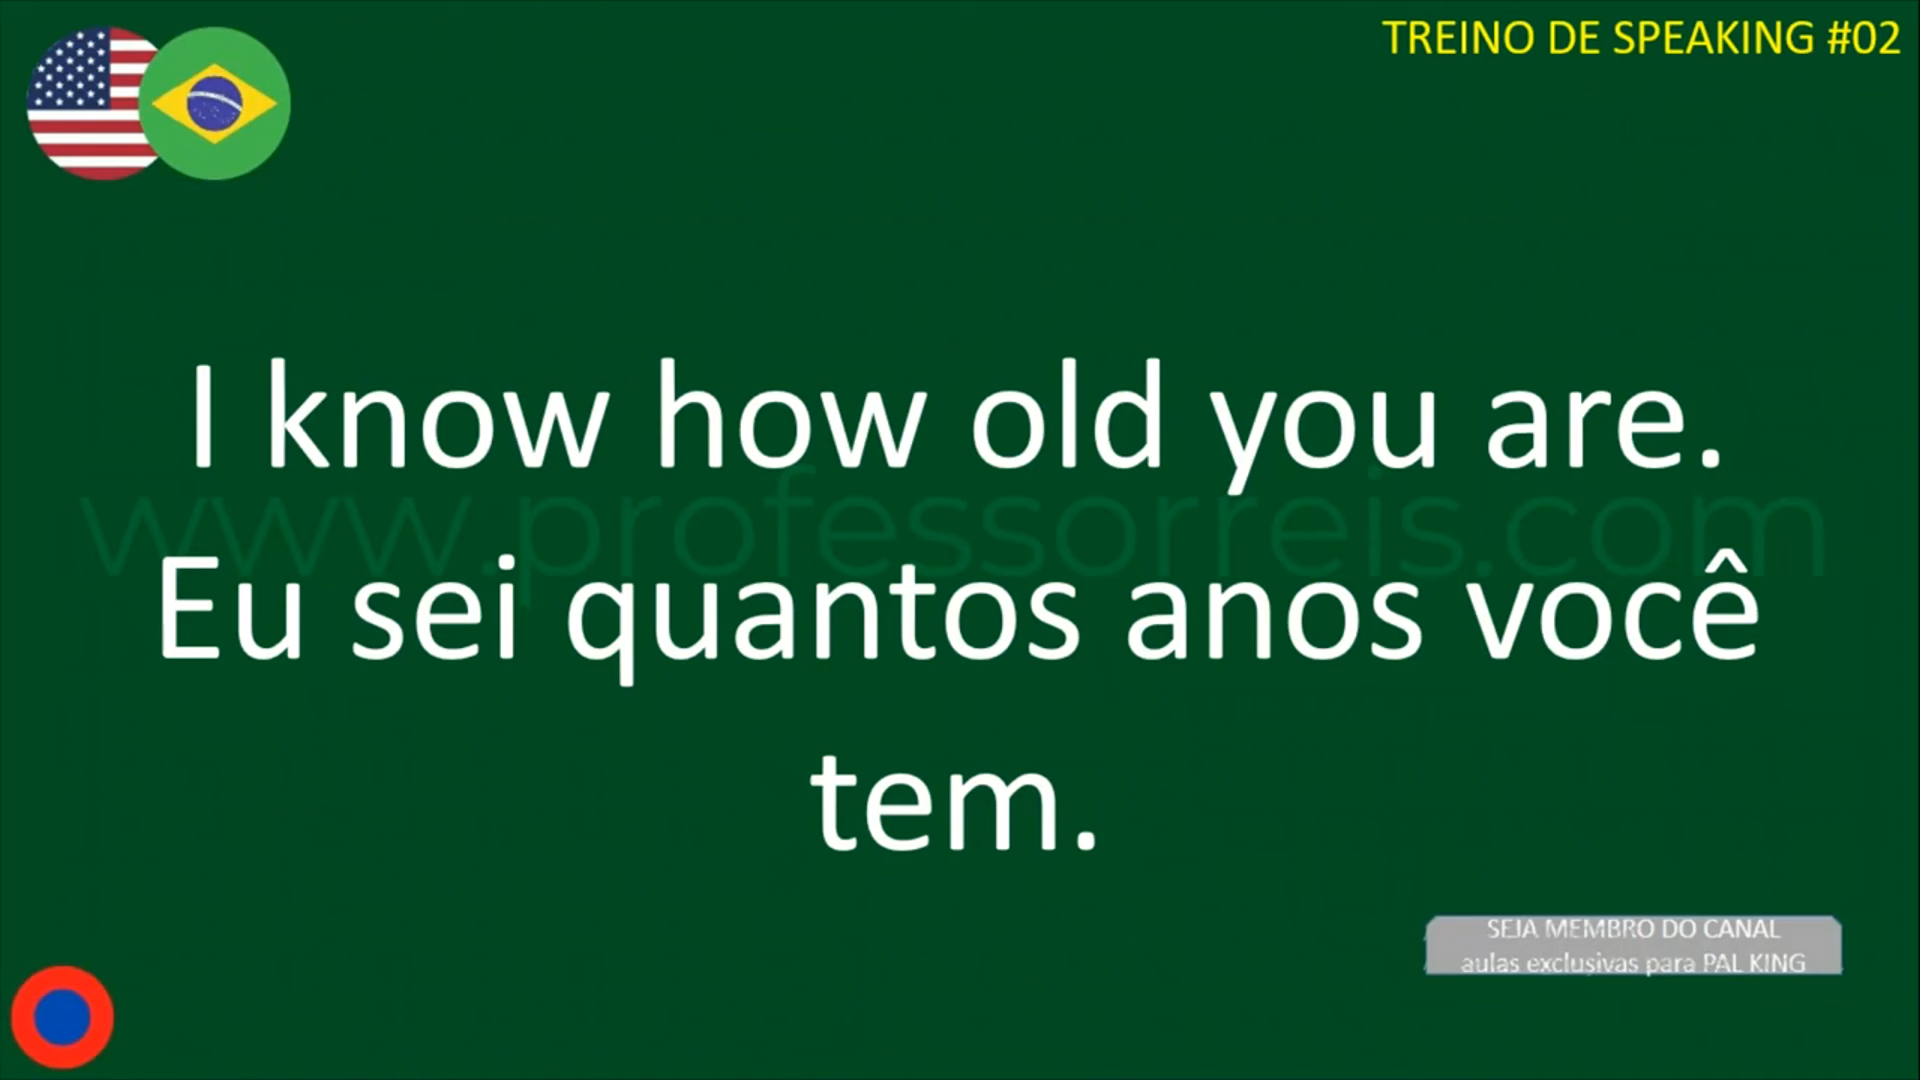 TREINO DE SPEAKING #02
I know how old you are.
www.professorreis.com
Eu sei quantos anos você
tem.
SEJA MEMBRO DO CANAL
aulas exclusivas para PAL KING